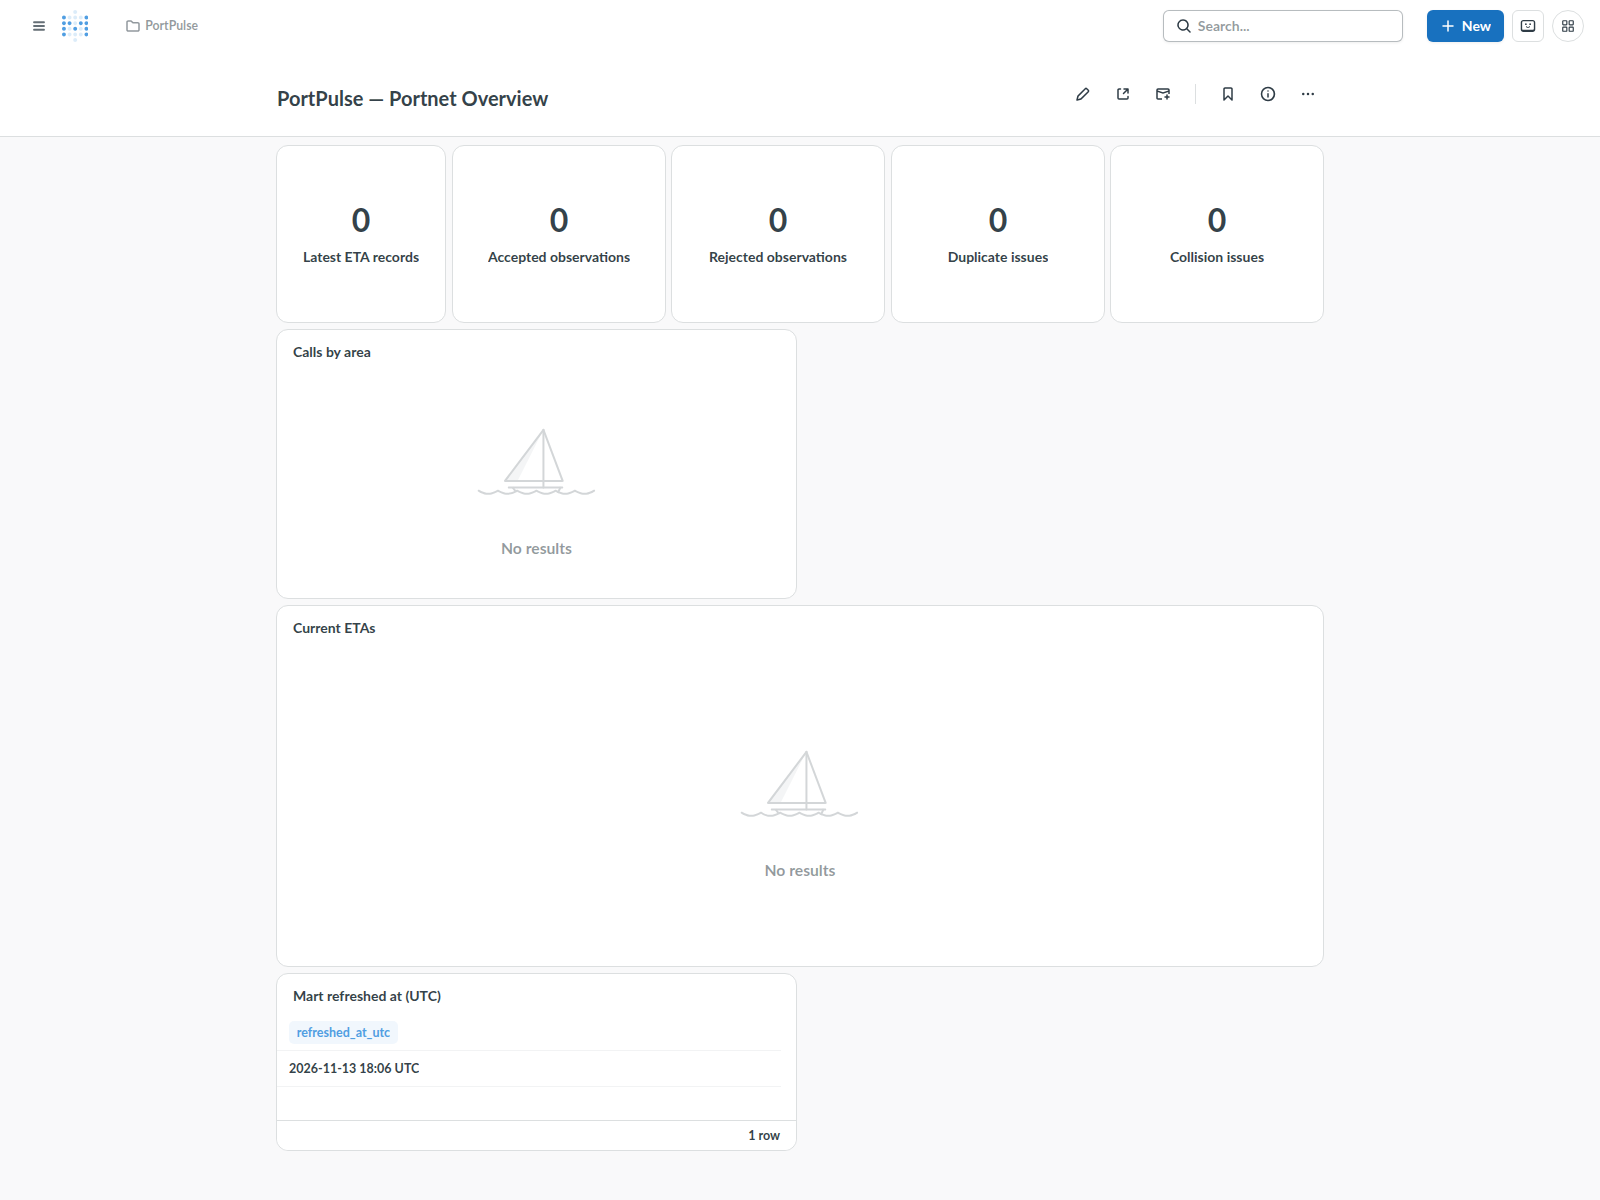 PortPulse
Search...
New
PortPulse — Portnet Overview
0
Latest ETA records
0
Accepted observations
0
Rejected observations
0
Duplicate issues
0
Collision issues
Calls by area
No results
Current ETAs
No results
Mart refreshed at (UTC)
refreshed_at_utc
2026-11-13 18:06 UTC
1 row